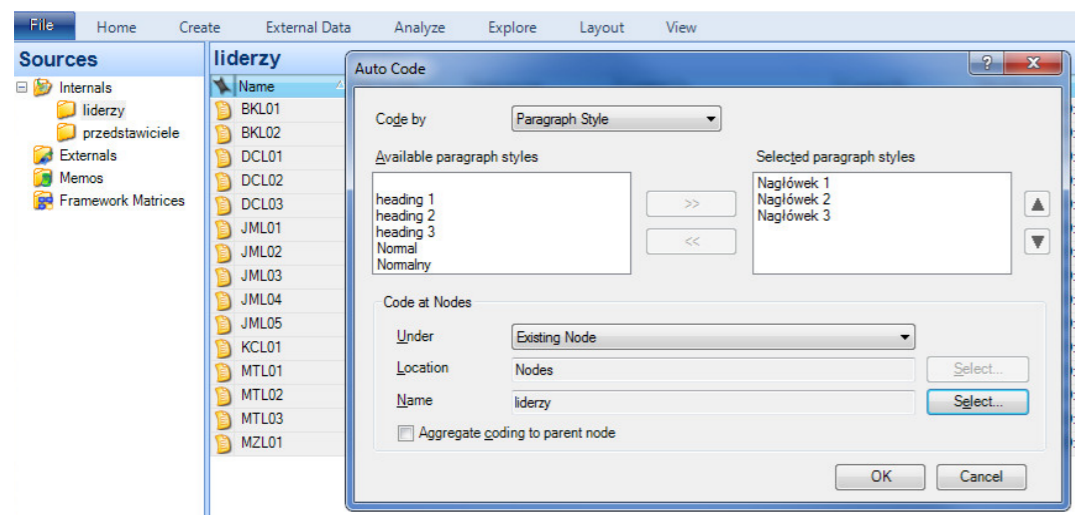 File Home Create External Data Analyze Explore Layout View
Sources
Internals
liderzy
przedstawiciele
Externals
Memos
Framework Matrices
liderzy
Name
BKL01
BKL02
DCL01
DCL02
DCL03
JML01
JML02
JML03
JML04
JML05
KCL01
MTL01
MTL02
MTL03
MZL01
Auto Code
Code by Paragraph Style
Available paragraph styles
heading 1
heading 2
heading 3
Normal
Normalny
>>
<<
Selected paragraph styles
Nagłówek 1
Nagłówek 2
Nagłówek 3
Code at Nodes
Under Existing Node
Location Nodes Select...
Name liderzy Select...
Aggregate coding to parent node
OK Cancel